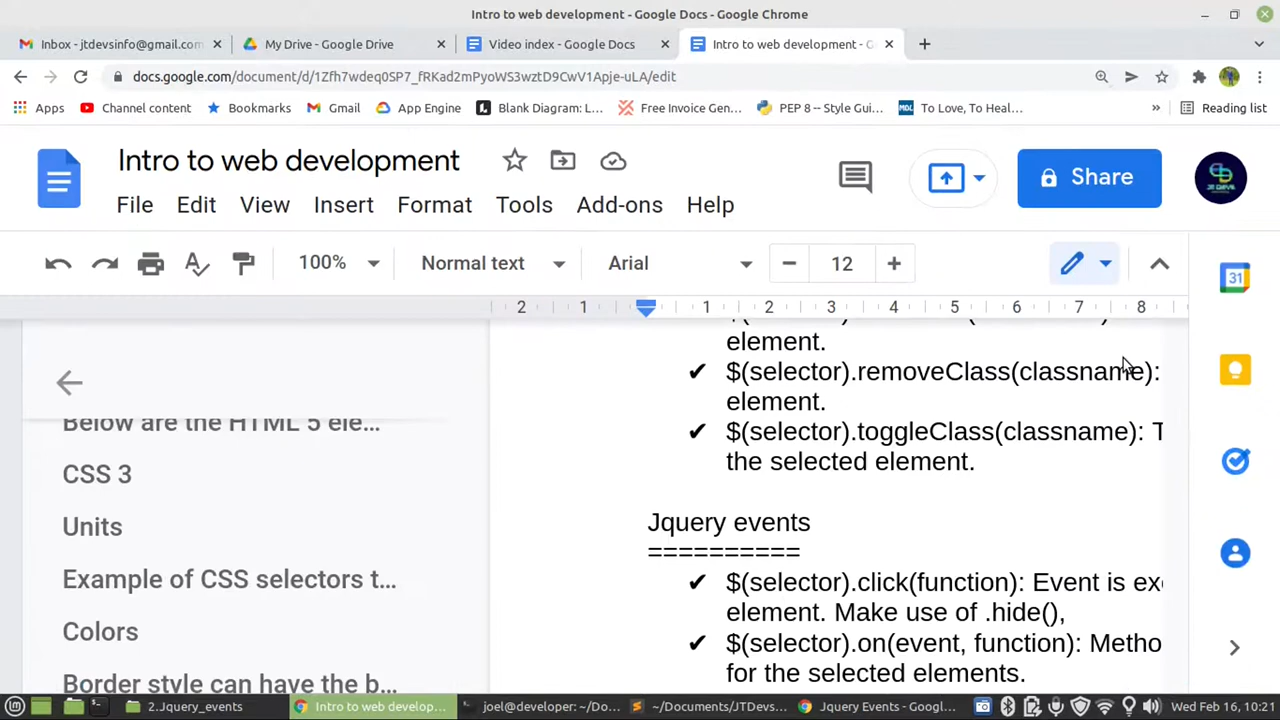 Intro to web development - Google Docs - Google Chrome
Inbox - jtdevsinfo@gmail.com
My Drive - Google Drive
Video index - Google Docs
Intro to web development - G
docs.google.com/document/d/1Zfh7wdeq0SP7_fRKad2mPyoWS3wztD9CwV1Apje-uLA/edit
Apps
Channel content
Bookmarks
Gmail
App Engine
Blank Diagram: L...
Free Invoice Gen...
PEP 8 -- Style Gui...
MDL To Love, To Heal...
»
Reading list
Intro to web development
Share
File Edit View Insert Format Tools Add-ons Help
100% Normal text Arial 12
31
2 1 1 2 3 4 5 6 7 8
Below are the HTML 5 ele...
CSS 3
Units
Example of CSS selectors t...
Colors
Border style can have the b...
element.
✔ $(selector).removeClass(classname):
element.
✔ $(selector).toggleClass(classname): T
the selected element.
Jquery events
==========
✔ $(selector).click(function): Event is exe
element. Make use of .hide(),
✔ $(selector).on(event, function): Metho
for the selected elements.
2.Jquery_events
Intro to web develop...
joel@developer: ~/Do...
~/Documents/JTDevs...
Jquery Events - Googl...
Wed Feb 16, 10:21